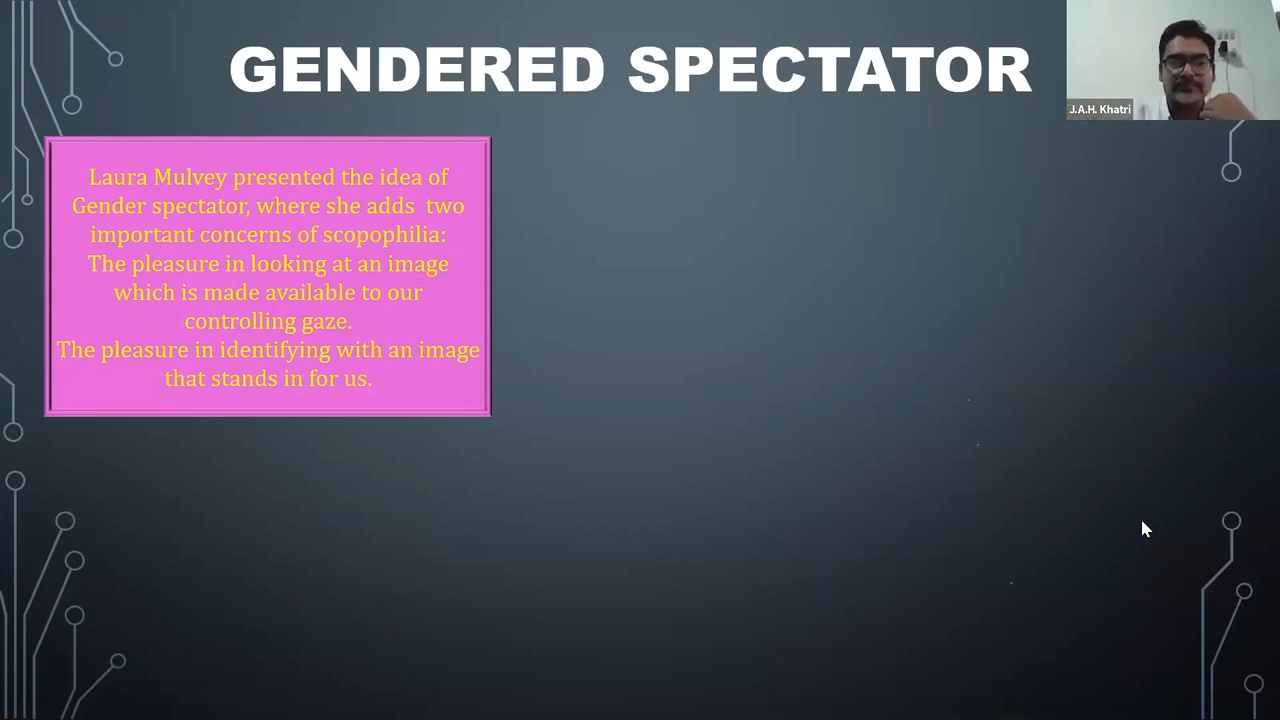 GENDERED SPECTATOR
J.A.H. Khatri
Laura Mulvey presented the idea of
Gender spectator, where she adds two
important concerns of scopophilia:
The pleasure in looking at an image
which is made available to our
controlling gaze.
The pleasure in identifying with an image
that stands in for us.